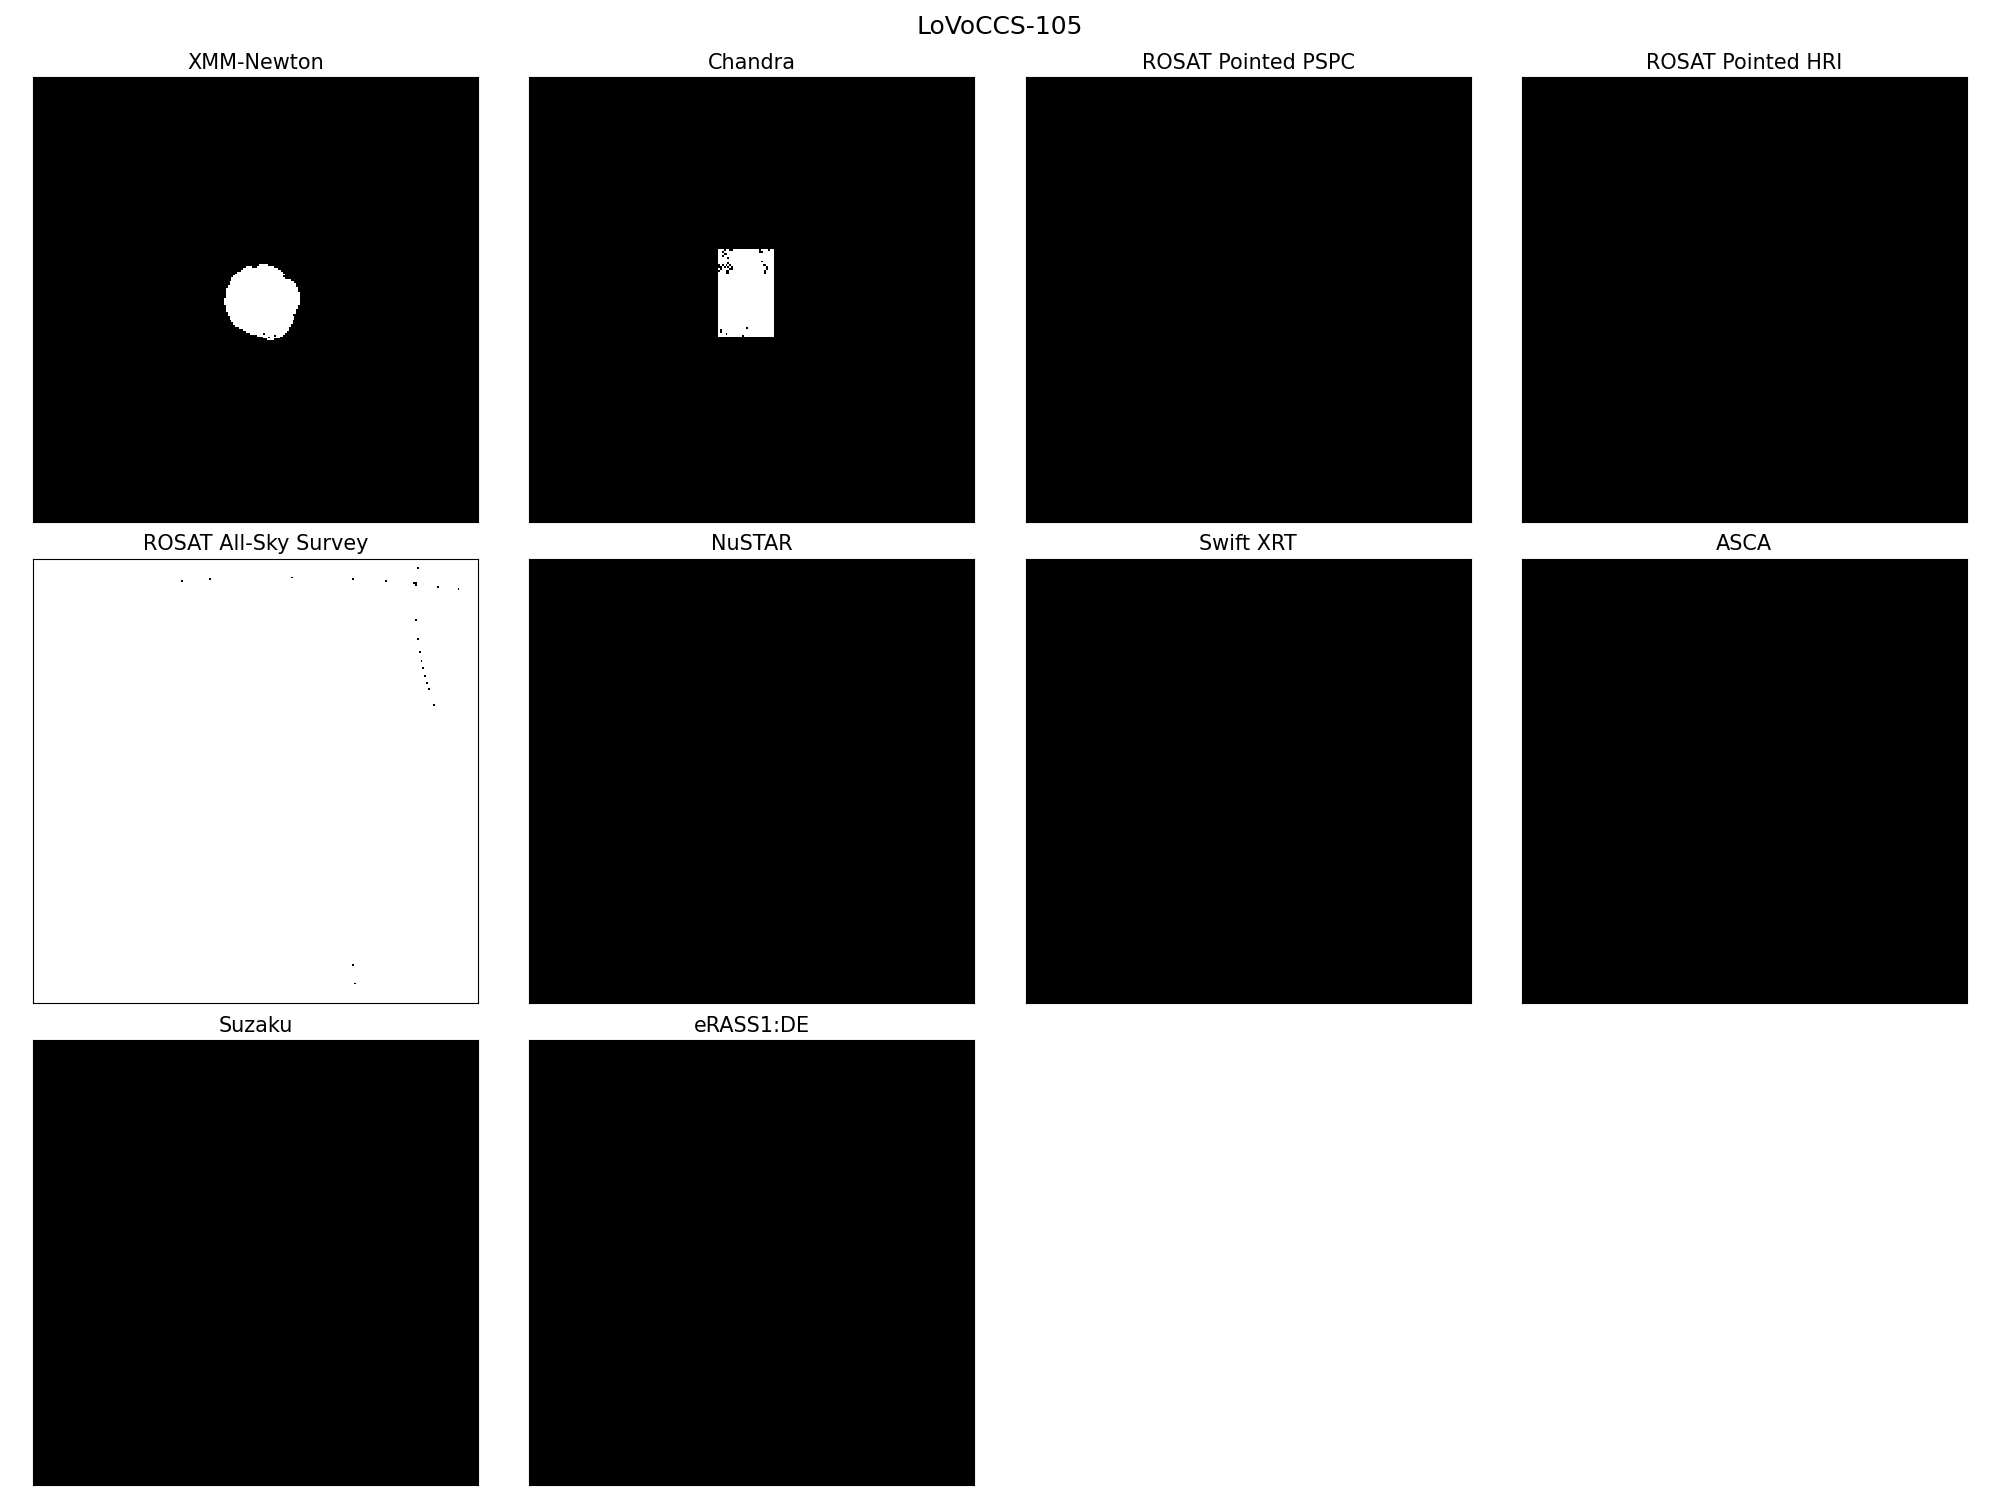 LoVoCCS-105
XMM-Newton
Chandra
ROSAT Pointed PSPC
ROSAT Pointed HRI
ROSAT All-Sky Survey
NuSTAR
Swift XRT
ASCA
Suzaku
eRASS1:DE